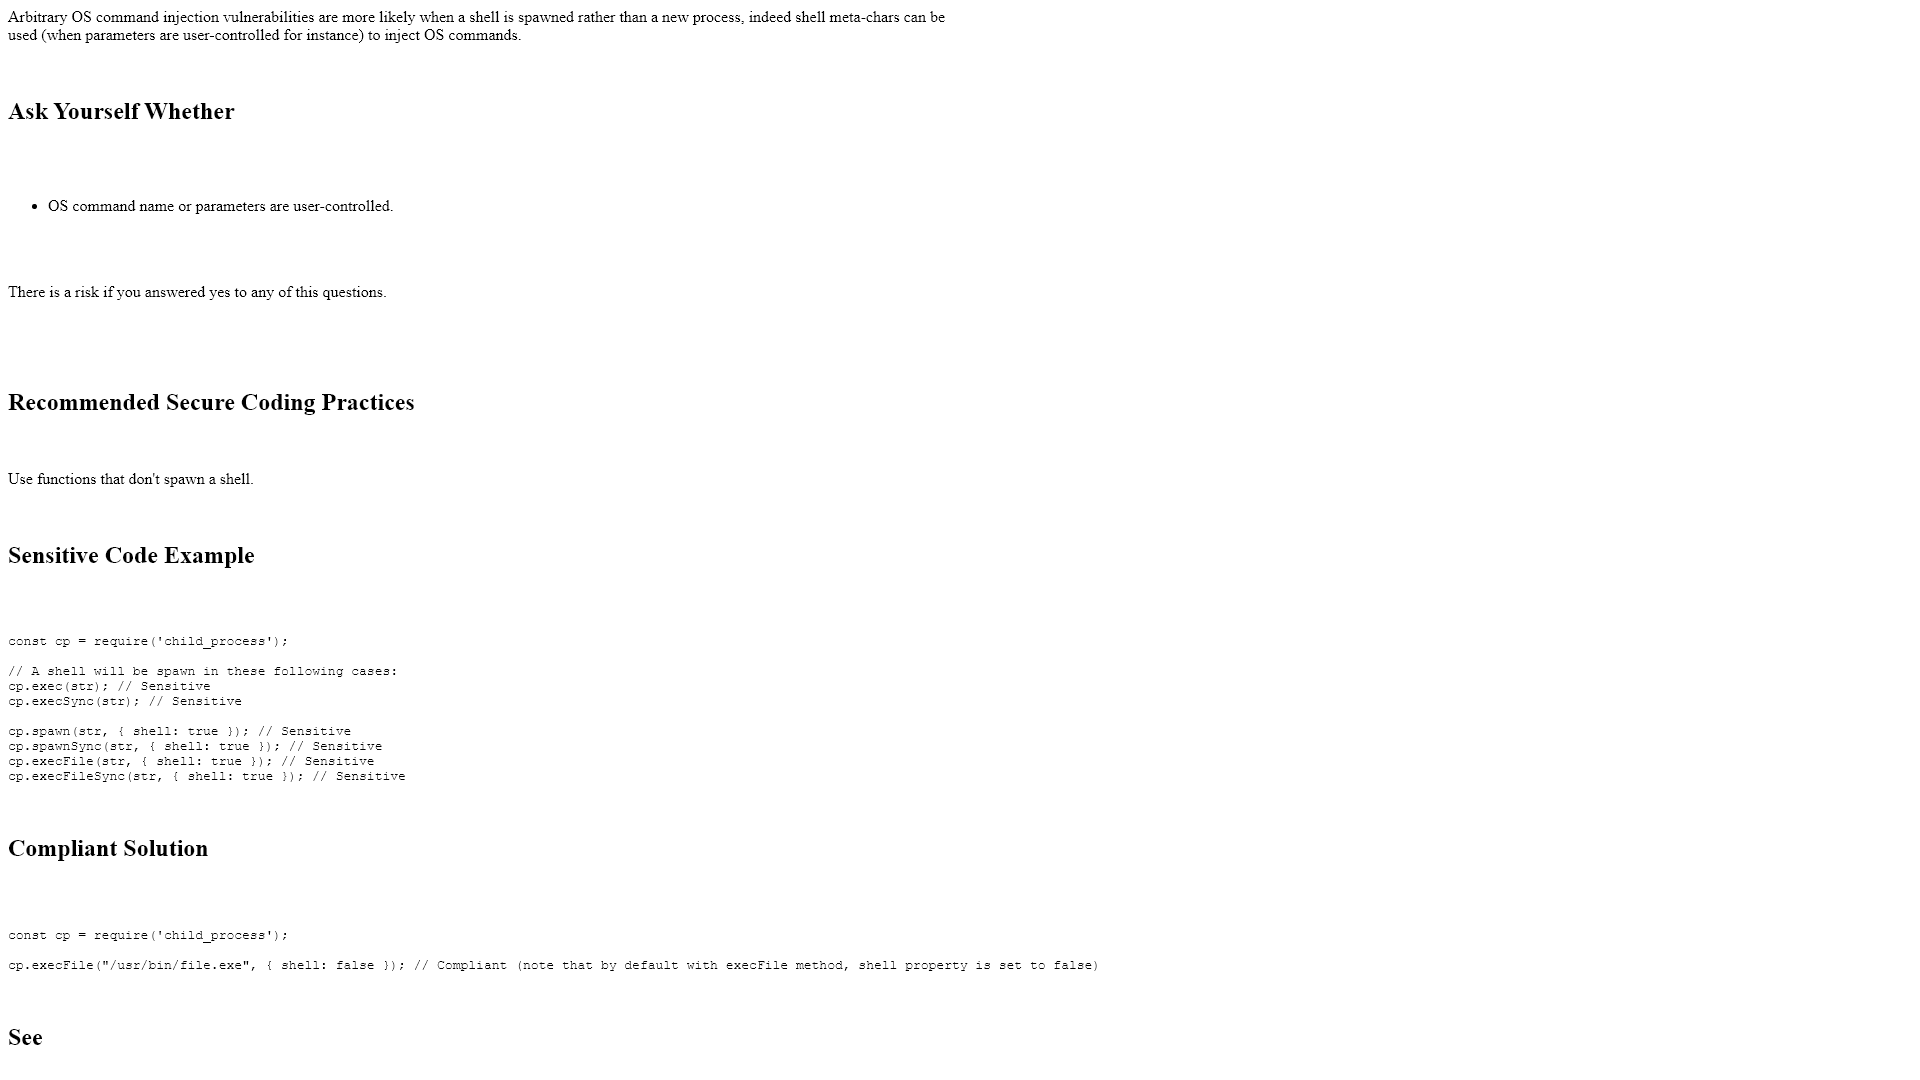 Arbitrary OS command injection vulnerabilities are more likely when a shell is spawned rather than a new process, indeed shell meta-chars can be
used (when parameters are user-controlled for instance) to inject OS commands.
Ask Yourself Whether
• OS command name or parameters are user-controlled.
There is a risk if you answered yes to any of this questions.
Recommended Secure Coding Practices
Use functions that don't spawn a shell.
Sensitive Code Example
const cp = require('child_process');
// A shell will be spawn in these following cases:
cp.exec(str); // Sensitive
cp.execSync(str); // Sensitive
cp.spawn(str, { shell: true }); // Sensitive
cp.spawnSync(str, { shell: true }); // Sensitive
cp.execFile(str, { shell: true }); // Sensitive
cp.execFileSync(str, { shell: true }); // Sensitive
Compliant Solution
const cp = require('child_process');
cp.execFile("/usr/bin/file.exe", { shell: false }); // Compliant (note that by default with execFile method, shell property is set to false)
See